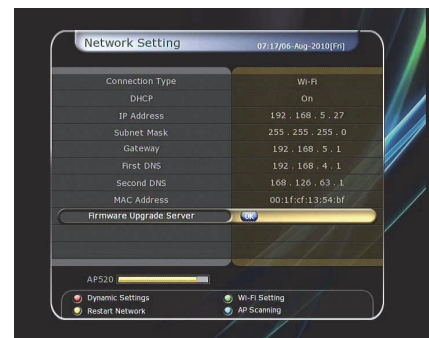 Network Setting 07:17/06-Aug-2010[Fri]
Connection Type Wi-Fi
DHCP On
IP Address 192 . 168 . 5 . 27
Subnet Mask 255 . 255 . 255 . 0
Gateway 192 . 168 . 5 . 1
First DNS 192 . 168 . 4 . 1
Second DNS 168 . 126 . 63 . 1
MAC Address 00:1f:cf:13:54:bf
Firmware Upgrade Server OK
AP520
Dynamic Settings Wi-Fi Setting
Restart Network AP Scanning